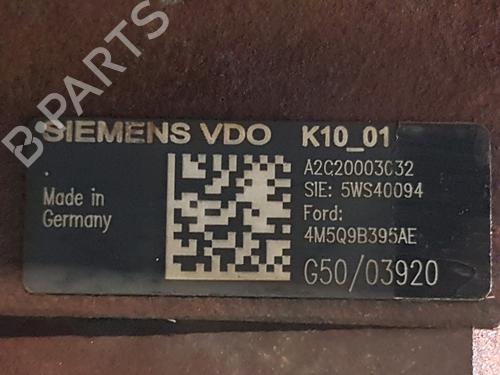 SIEMENS VDO K10_01
A2C20003032
SIE: 5WS40094
Made in
Germany
Ford:
4M5Q9B395AE
G50/03920
B-PARTS